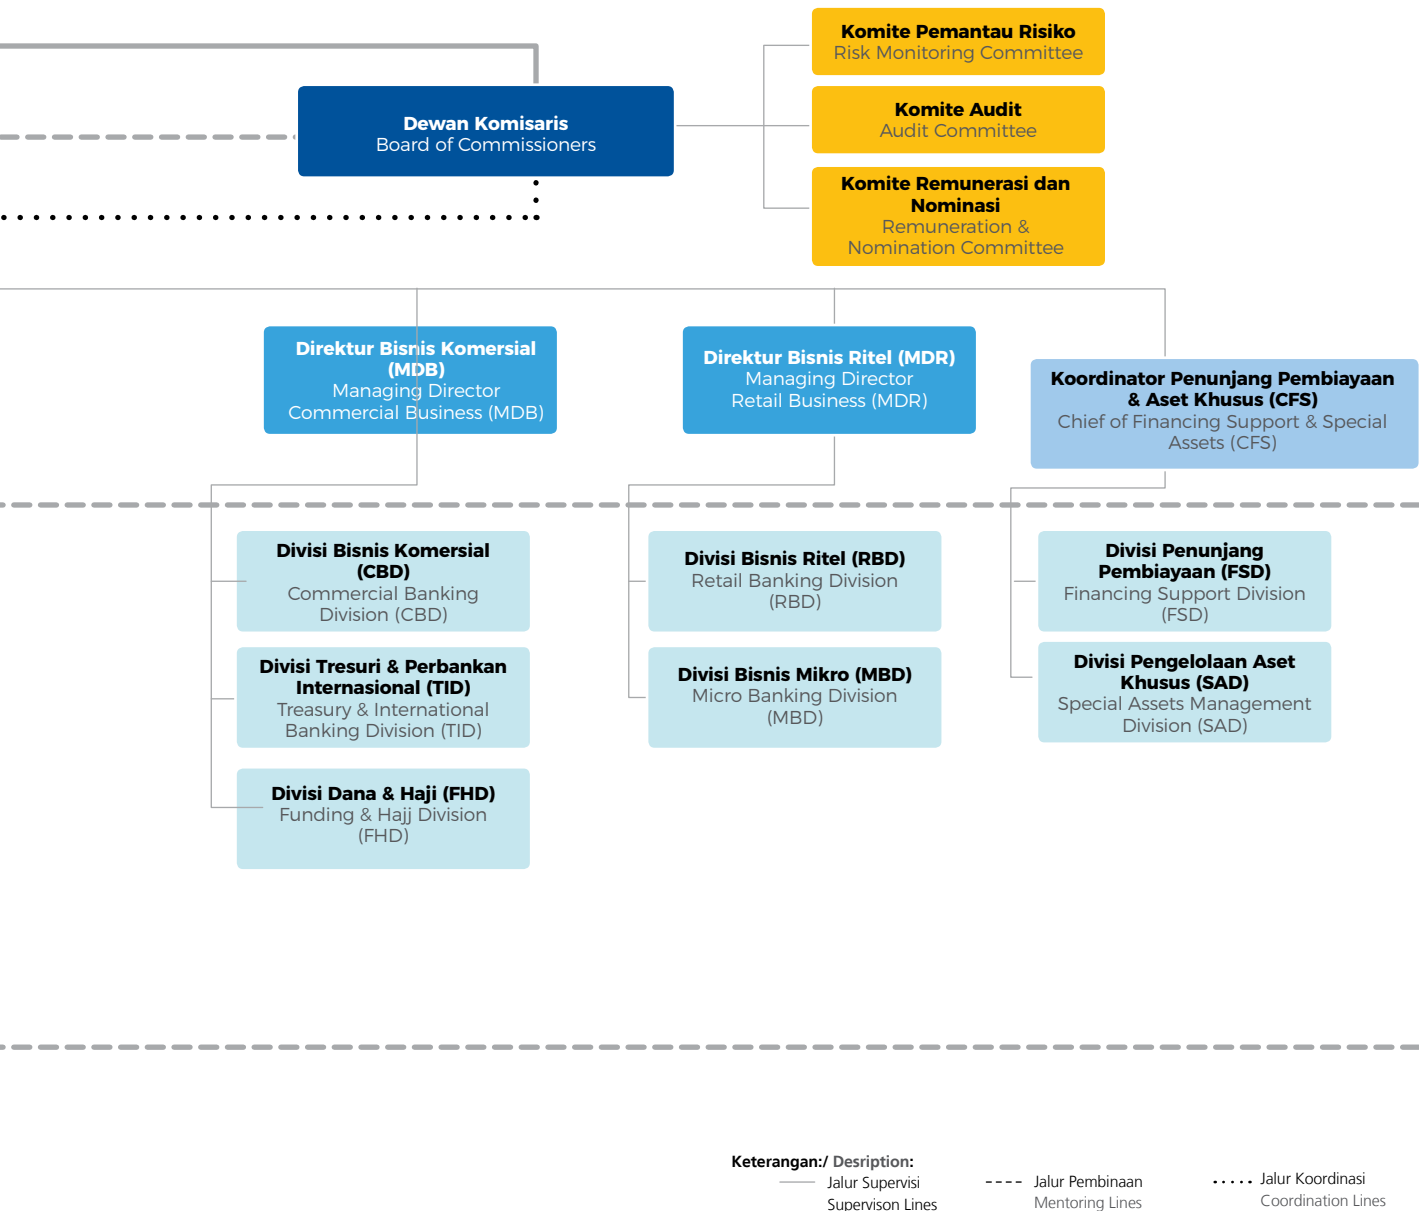 Komite Pemantau Risiko
Risk Monitoring Committee
Dewan Komisaris
Board of Commissioners
Komite Audit
Audit Committee
Komite Remunerasi dan
Nominasi
Remuneration &
Nomination Committee
Direktur Bisnis Komersial
(MDB)
Managing Director
Commercial Business (MDB)
Direktur Bisnis Ritel (MDR)
Managing Director
Retail Business (MDR)
Koordinator Penunjang Pembiayaan
& Aset Khusus (CFS)
Chief of Financing Support & Special
Assets (CFS)
Divisi Bisnis Komersial
(CBD)
Commercial Banking
Division (CBD)
Divisi Tresuri & Perbankan
Internasional (TID)
Treasury & International
Banking Division (TID)
Divisi Dana & Haji (FHD)
Funding & Hajj Division
(FHD)
Divisi Bisnis Ritel (RBD)
Retail Banking Division
(RBD)
Divisi Bisnis Mikro (MBD)
Micro Banking Division
(MBD)
Divisi Penunjang
Pembiayaan (FSD)
Financing Support Division
(FSD)
Divisi Pengelolaan Aset
Khusus (SAD)
Special Assets Management
Division (SAD)
Keterangan:/ Desription:
Jalur Supervisi
Supervison Lines
Jalur Pembinaan
Mentoring Lines
Jalur Koordinasi
Coordination Lines